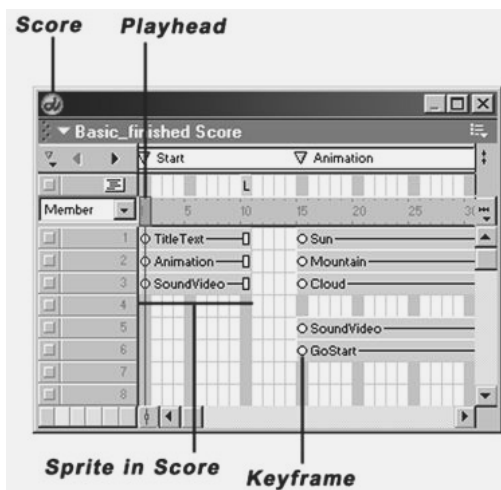 Score Playhead
Basic_finished Score
Start Animation
L
Member 5 10 15 20 25 30
1 TitleText Sun
2 Animation Mountain
3 SoundVideo Cloud
4
5 SoundVideo
6 GoStart
7
8
Sprite in Score Keyframe